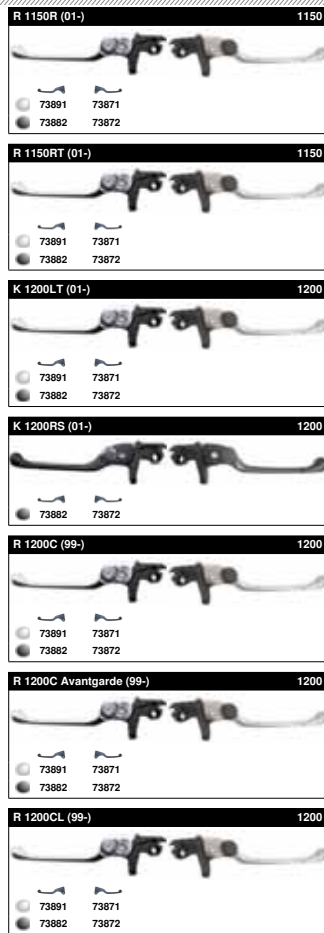 R 1150R (01-) 1150
73891 73871
73882 73872
R 1150RT (01-) 1150
73891 73871
73882 73872
K 1200LT (01-) 1200
73891 73871
73882 73872
K 1200RS (01-) 1200
73882 73872
R 1200C (99-) 1200
73891 73871
73882 73872
R 1200C Avantgarde (99-) 1200
73891 73871
73882 73872
R 1200CL (99-) 1200
73891 73871
73882 73872